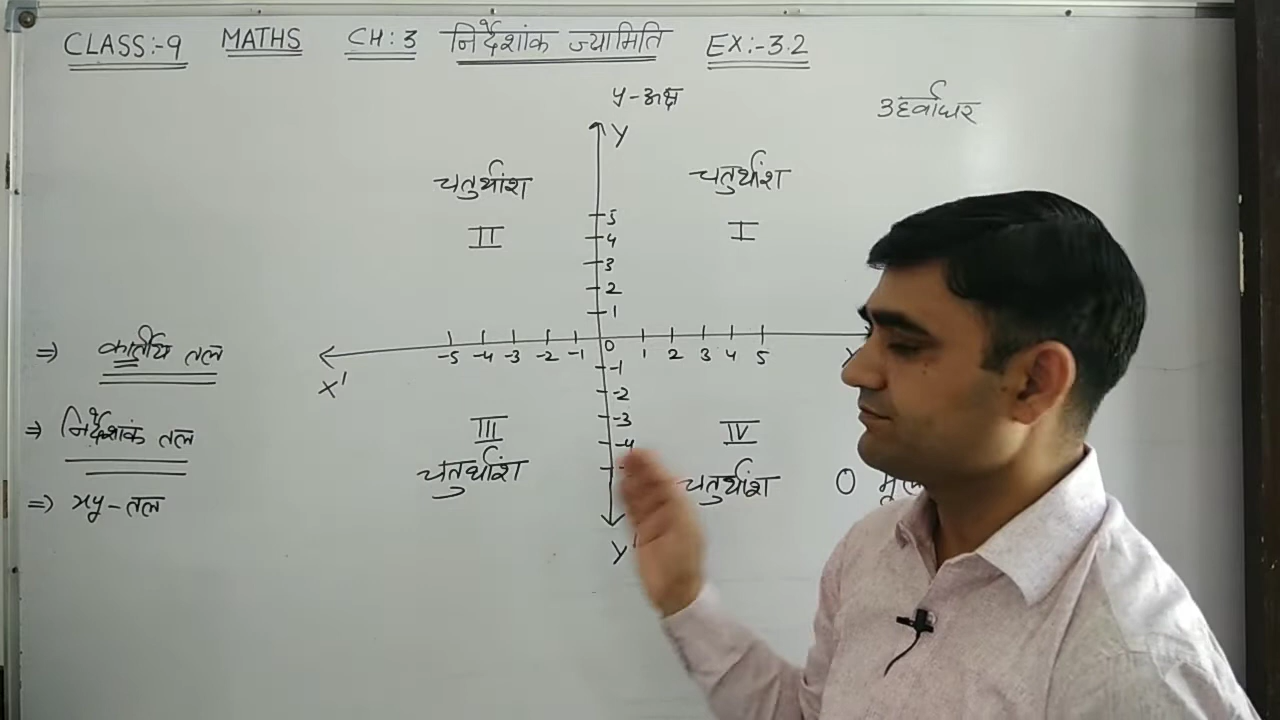 CLASS:-9 MATHS CH:3 निर्देशांक ज्यामिति EX:-3.2
y-अक्ष
Y
चतुर्थांश
II
चतुर्थांश
I
5
4
3
2
1
-5 -4 -3 -2 -1 0 1 2 3 4 5
X'
-1
-2
-3
-4
III
चतुर्थांश
IV
चतुर्थांश
Y'
0
⇒ कार्तीय तल
⇒ निर्देशांक तल
⇒ xy-तल